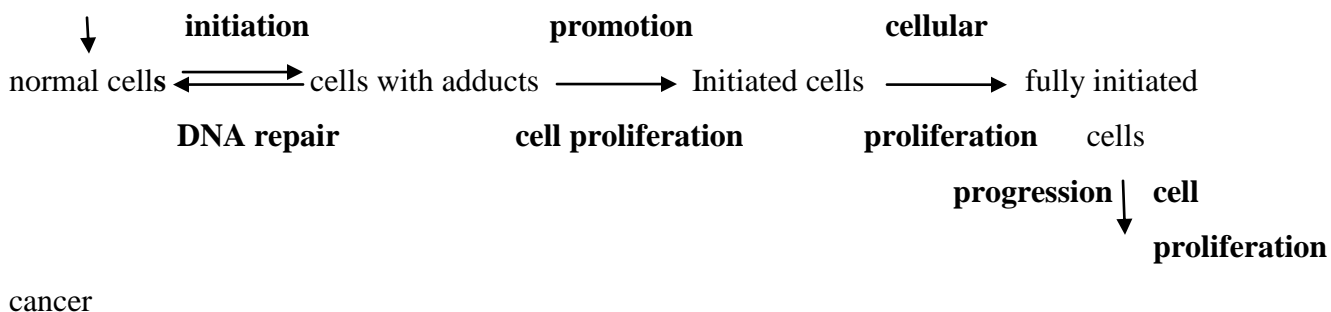 initiation promotion cellular
normal cells cells with adducts Initiated cells fully initiated
DNA repair cell proliferation proliferation cells
progression cell
proliferation
cancer